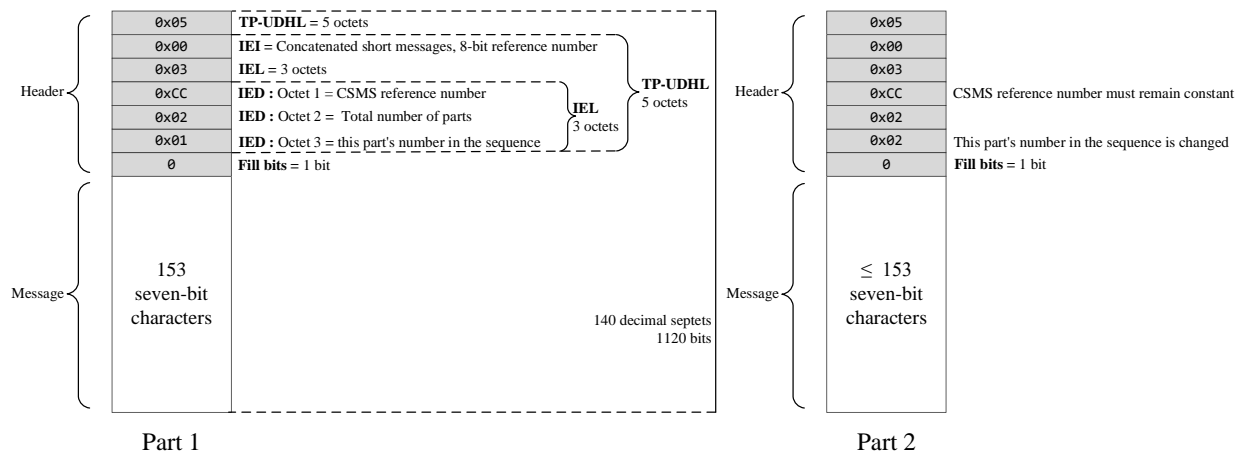 0x05 TP-UDHL = 5 octets
0x00 IEI = Concatenated short messages, 8-bit reference number
0x03 IEL = 3 octets
Header
0xCC IED : Octet 1 = CSMS reference number
0x02 IED : Octet 2 = Total number of parts
0x01 IED : Octet 3 = this part's number in the sequence
IEL
3 octets
TP-UDHL
5 octets
0 Fill bits = 1 bit
Message
153
seven-bit
characters
140 decimal septets
1120 bits
Part 1
0x05
0x00
0x03
Header
0xCC CSMS reference number must remain constant
0x02
0x02 This part's number in the sequence is changed
0 Fill bits = 1 bit
Message
≤ 153
seven-bit
characters
Part 2